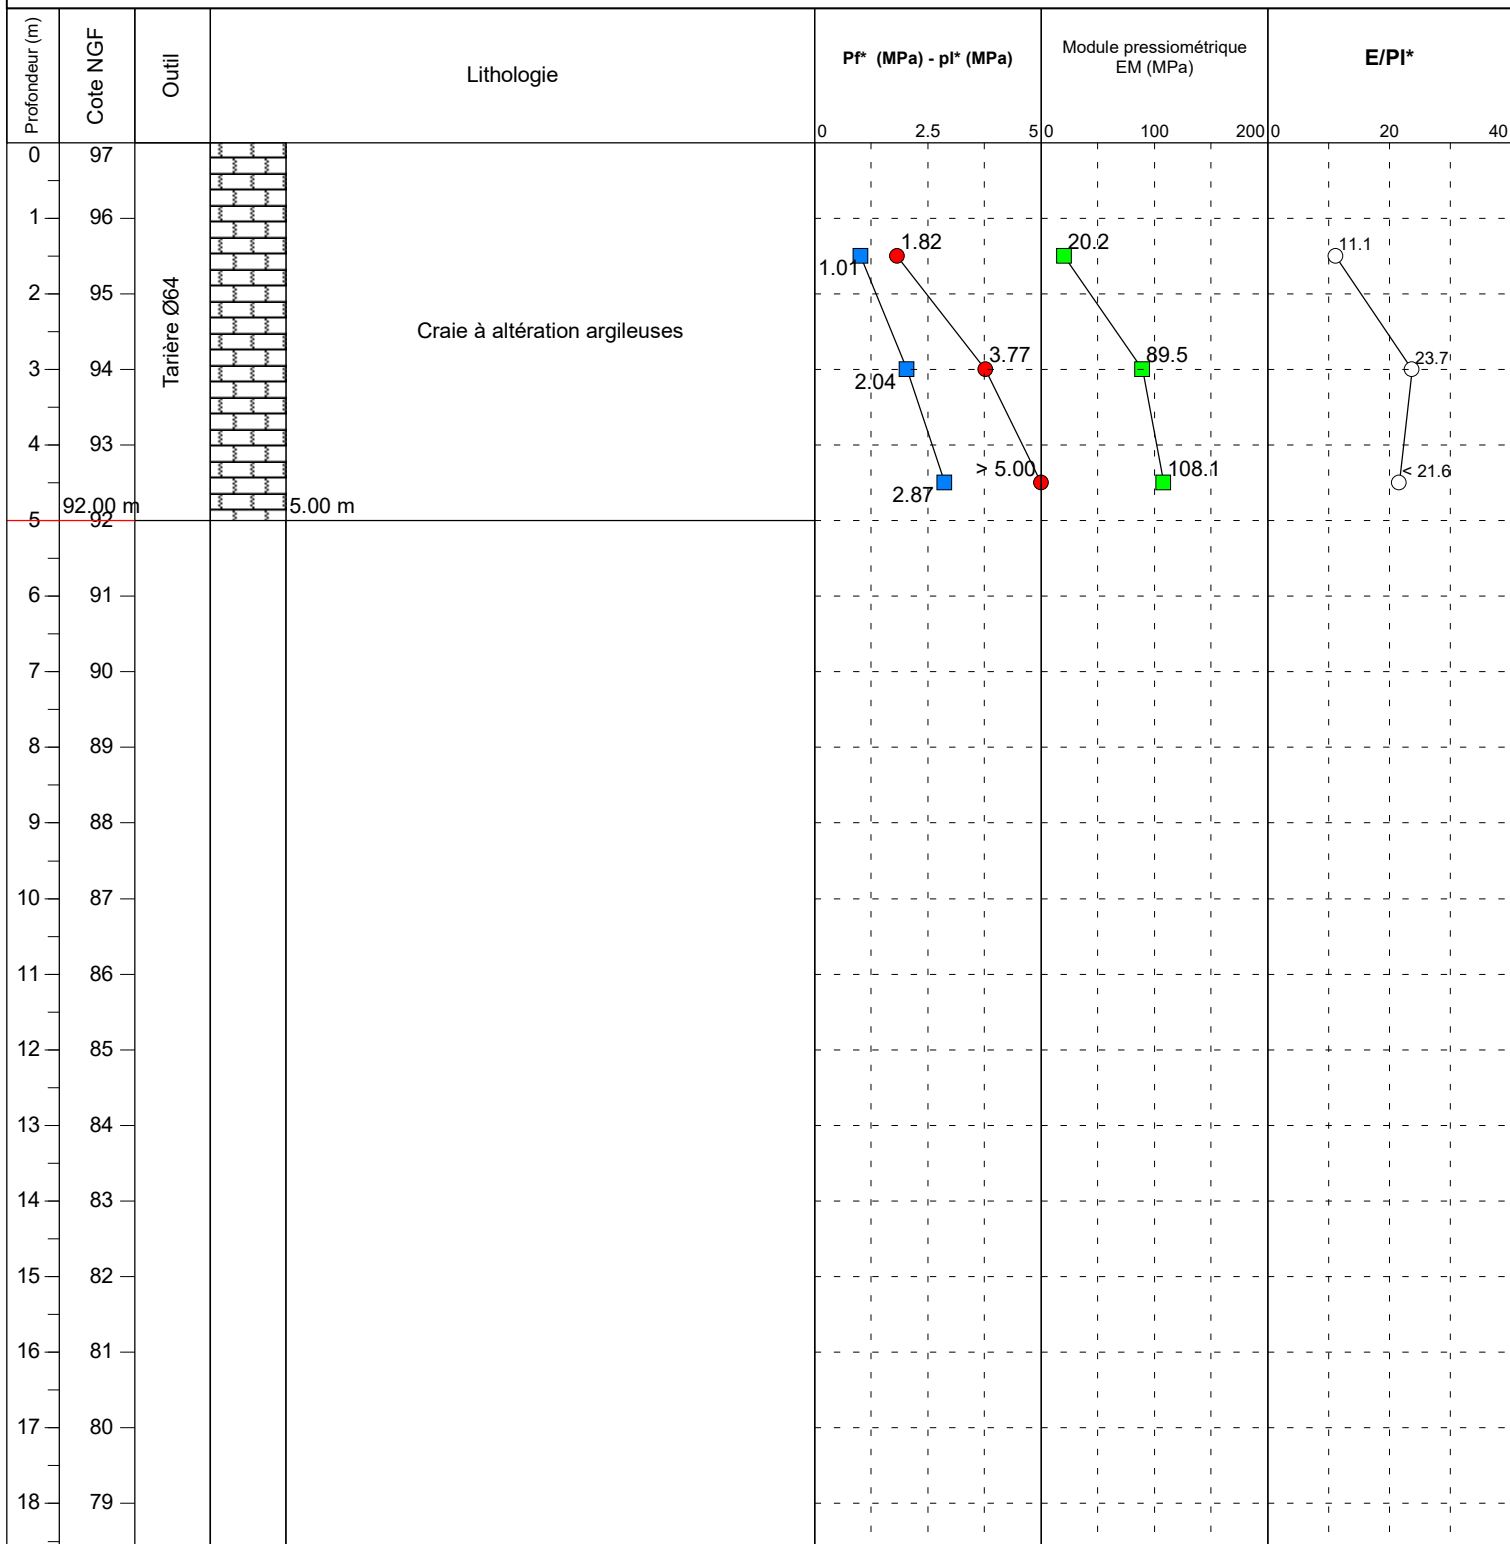 Profondeur (m)
Cote NGF
Outil
Lithologie
Pf* (MPa) - pl* (MPa)
Module pressiométrique
EM (MPa)
E/Pl*
0 2.5 5 0 100 200 0 20 40
0 97
1 96
1.82 20.2 11.1
1.01
2 95
Tarière Ø64
Craie à altération argileuses
3.77 89.5 23.7
3 94
2.04
4 93
> 5.00 108.1 < 21.6
2.87
92.00 m 5.00 m
5 92
6 91
7 90
8 89
9 88
10 87
11 86
12 85
13 84
14 83
15 82
16 81
17 80
18 79